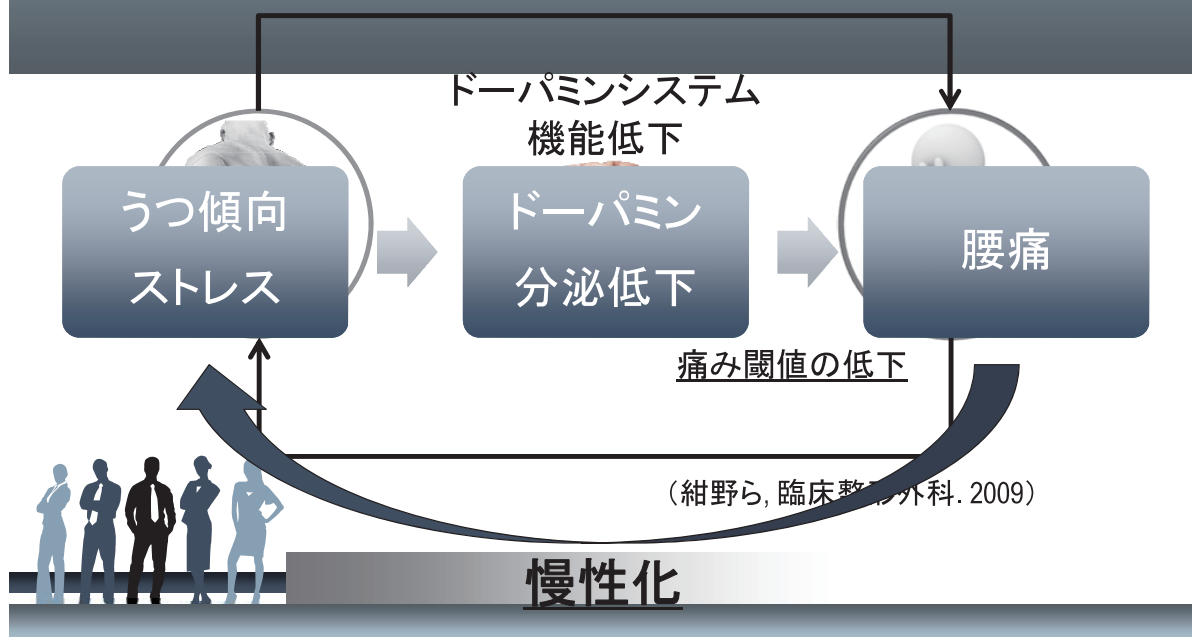 ドーパミンシステム
機能低下
うつ傾向
ストレス
ドーパミン
分泌低下
腰痛
痛み閾値の低下
（紺野ら, 臨床整形外科. 2009）
慢性化